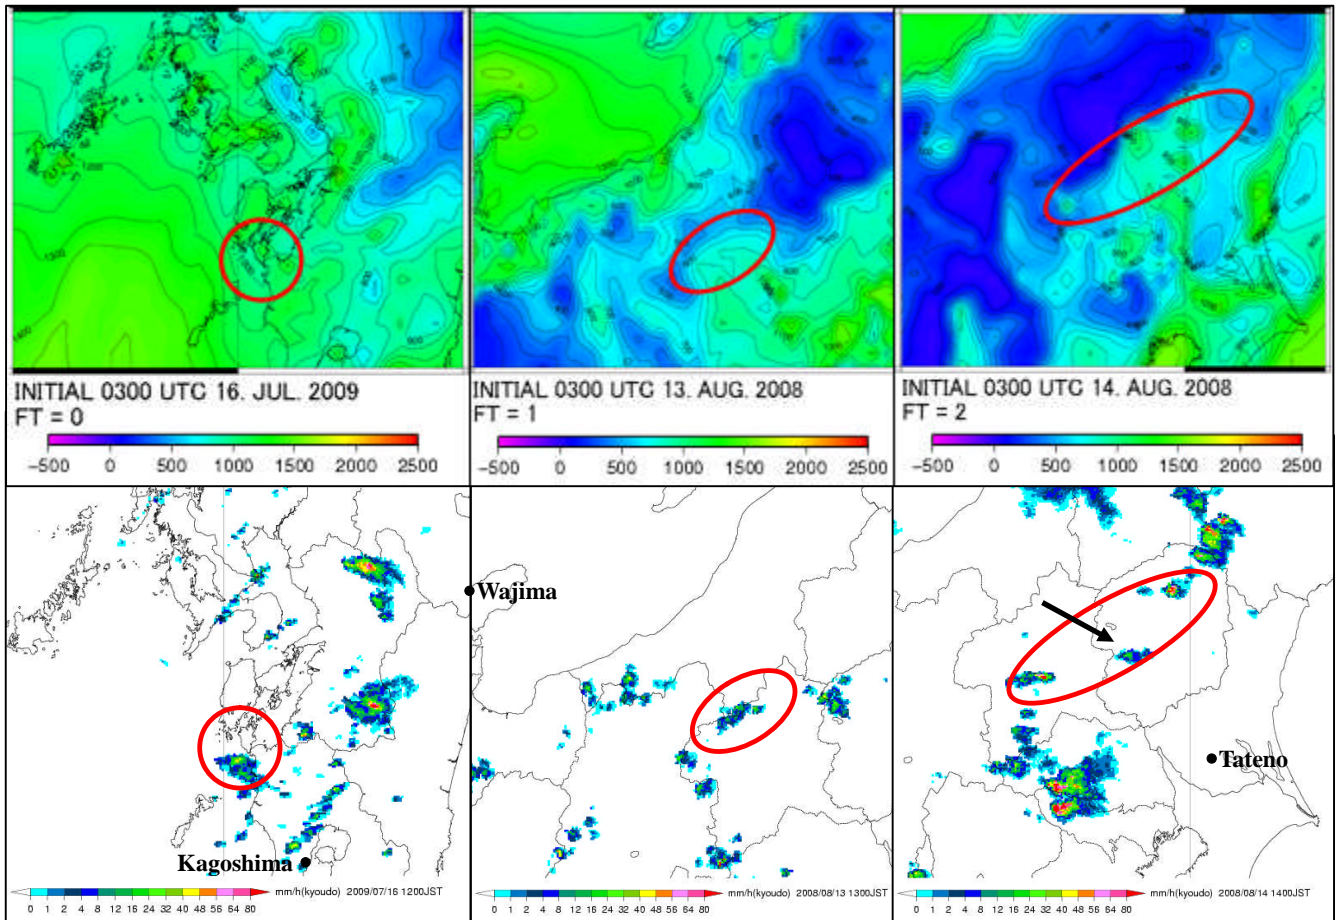 INITIAL 0300 UTC 16. JUL. 2009
FT = 0
-500 0 500 1000 1500 2000 2500
INITIAL 0300 UTC 13. AUG. 2008
FT = 1
-500 0 500 1000 1500 2000 2500
INITIAL 0300 UTC 14. AUG. 2008
FT = 2
-500 0 500 1000 1500 2000 2500
Kagoshima
0 1 2 4 8 12 16 24 32 40 48 56 64 80 mm/h(kyoudo) 2009/07/16 1200JST
Wajima
0 1 2 4 8 12 16 24 32 40 48 56 64 80 mm/h(kyoudo) 2008/08/13 1300JST
Tateno
0 1 2 4 8 12 16 24 32 40 48 56 64 80 mm/h(kyoudo) 2008/08/14 1400JST